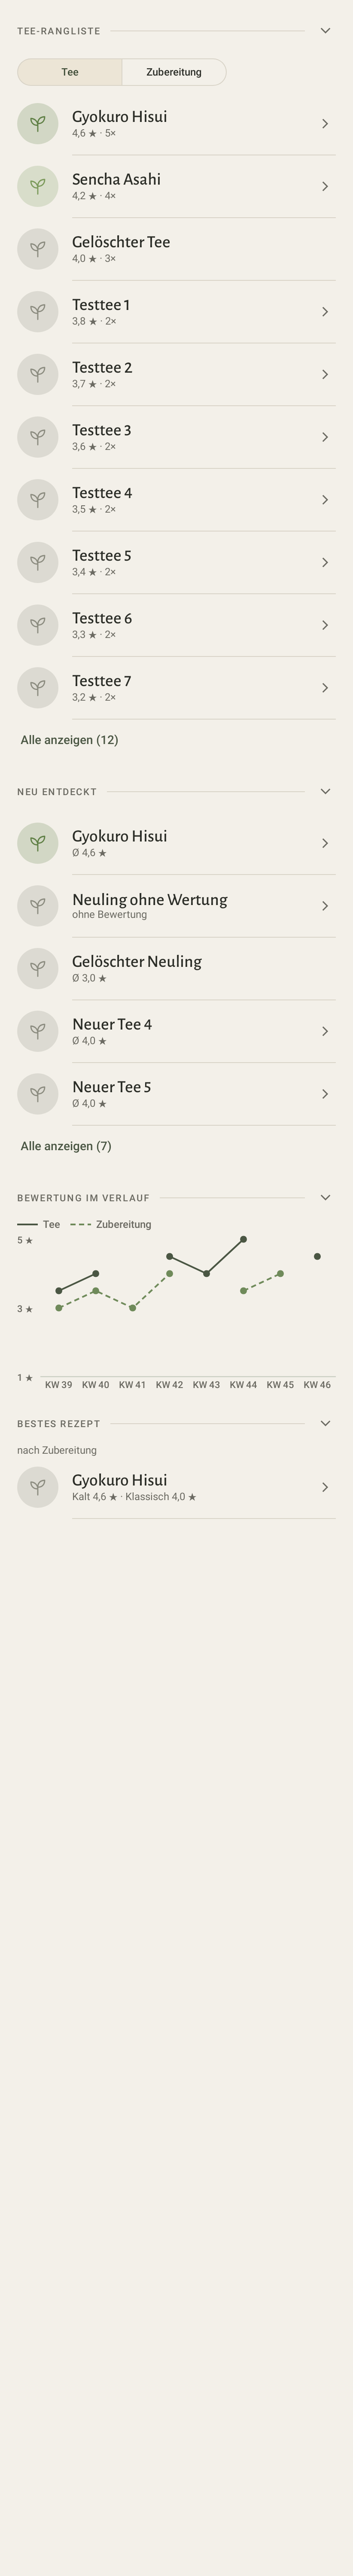 TEE-RANGLISTE
Tee Zubereitung
Gyokuro Hisui
4,6 ★ · 5×
Sencha Asahi
4,2 ★ · 4×
Gelöschter Tee
4,0 ★ · 3×
Testtee 1
3,8 ★ · 2×
Testtee 2
3,7 ★ · 2×
Testtee 3
3,6 ★ · 2×
Testtee 4
3,5 ★ · 2×
Testtee 5
3,4 ★ · 2×
Testtee 6
3,3 ★ · 2×
Testtee 7
3,2 ★ · 2×
Alle anzeigen (12)
NEU ENTDECKT
Gyokuro Hisui
Ø 4,6 ★
Neuling ohne Wertung
ohne Bewertung
Gelöschter Neuling
Ø 3,0 ★
Neuer Tee 4
Ø 4,0 ★
Neuer Tee 5
Ø 4,0 ★
Alle anzeigen (7)
BEWERTUNG IM VERLAUF
Tee Zubereitung
5 ★
3 ★
1 ★
KW 39 KW 40 KW 41 KW 42 KW 43 KW 44 KW 45 KW 46
BESTES REZEPT
nach Zubereitung
Gyokuro Hisui
Kalt 4,6 ★ · Klassisch 4,0 ★